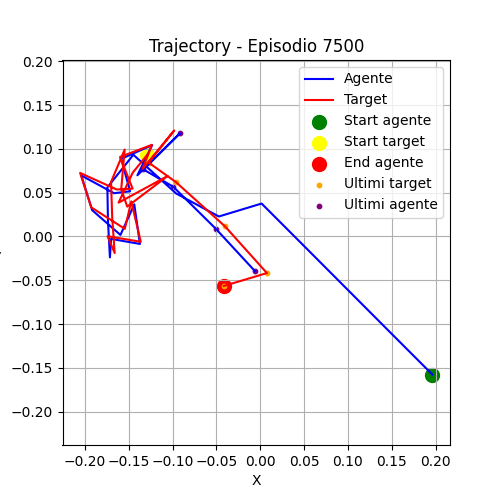 Trajectory - Episodio 7500
Agente
Target
Start agente
Start target
End agente
Ultimi target
Ultimi agente
0.20
0.15
0.10
0.05
0.00
−0.05
−0.10
−0.15
−0.20
−0.20 −0.15 −0.10 −0.05 0.00 0.05 0.10 0.15 0.20
X